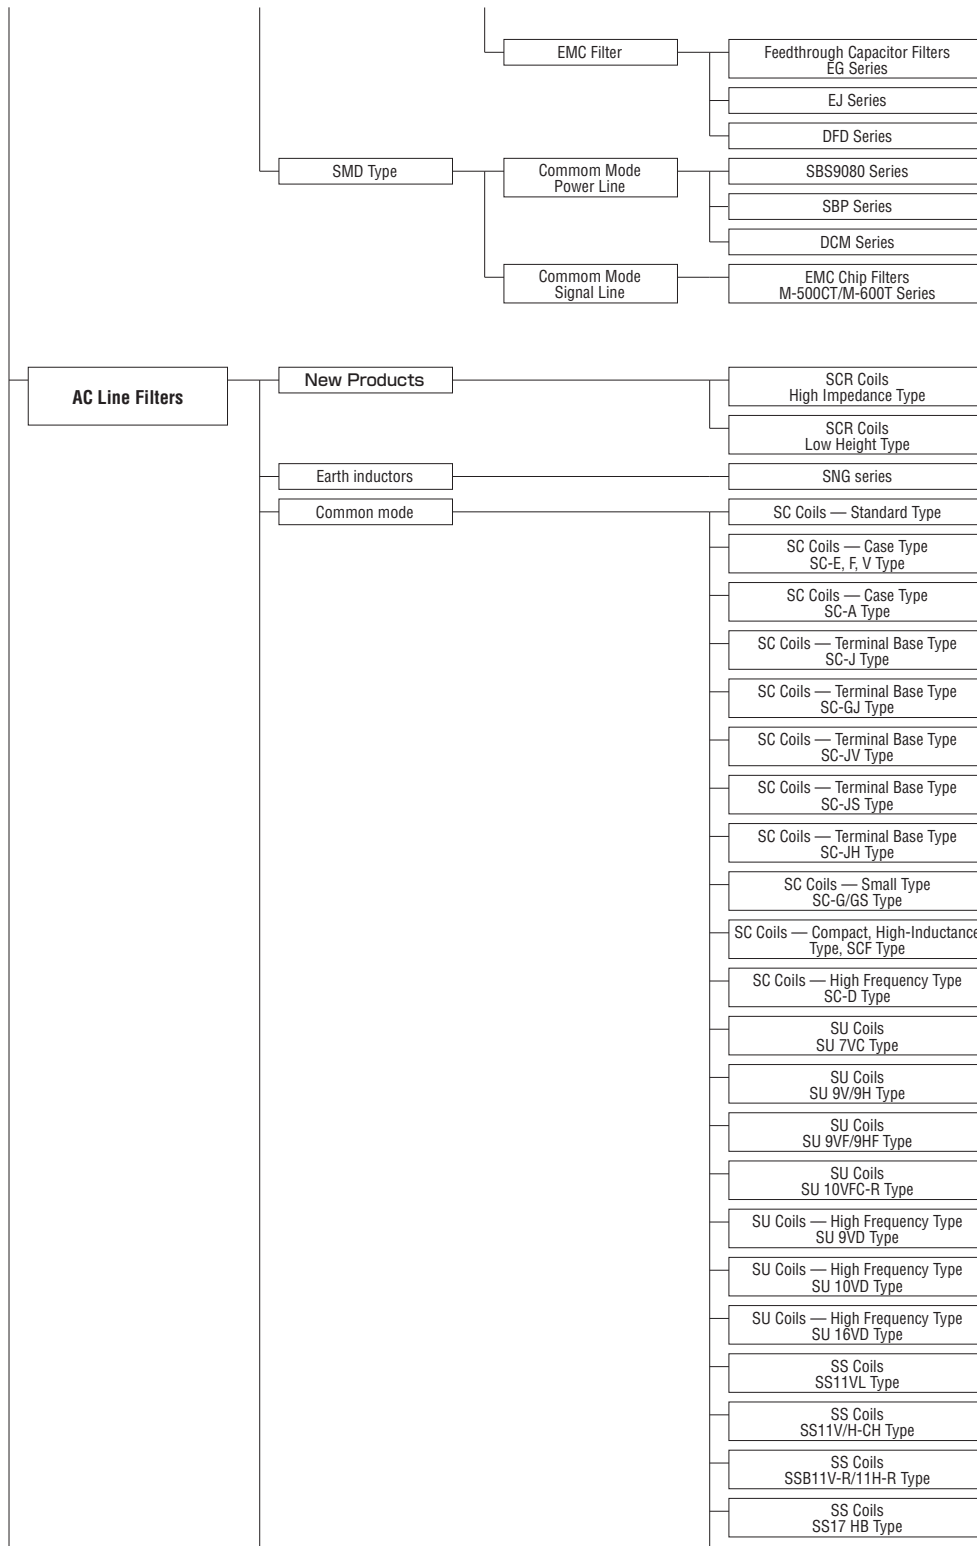 EMC Filter
Feedthrough Capacitor Filters
EG Series
EJ Series
DFD Series
SMD Type
Commom Mode
Power Line
SBS9080 Series
SBP Series
DCM Series
Commom Mode
Signal Line
EMC Chip Filters
M-500CT/M-600T Series
AC Line Filters
New Products
SCR Coils
High Impedance Type
SCR Coils
Low Height Type
Earth inductors
SNG series
Common mode
SC Coils — Standard Type
SC Coils — Case Type
SC-E, F, V Type
SC Coils — Case Type
SC-A Type
SC Coils — Terminal Base Type
SC-J Type
SC Coils — Terminal Base Type
SC-GJ Type
SC Coils — Terminal Base Type
SC-JV Type
SC Coils — Terminal Base Type
SC-JS Type
SC Coils — Terminal Base Type
SC-JH Type
SC Coils — Small Type
SC-G/GS Type
SC Coils — Compact, High-Inductance
Type, SCF Type
SC Coils — High Frequency Type
SC-D Type
SU Coils
SU 7VC Type
SU Coils
SU 9V/9H Type
SU Coils
SU 9VF/9HF Type
SU Coils
SU 10VFC-R Type
SU Coils — High Frequency Type
SU 9VD Type
SU Coils — High Frequency Type
SU 10VD Type
SU Coils — High Frequency Type
SU 16VD Type
SS Coils
SS11VL Type
SS Coils
SS11V/H-CH Type
SS Coils
SSB11V-R/11H-R Type
SS Coils
SS17 HB Type